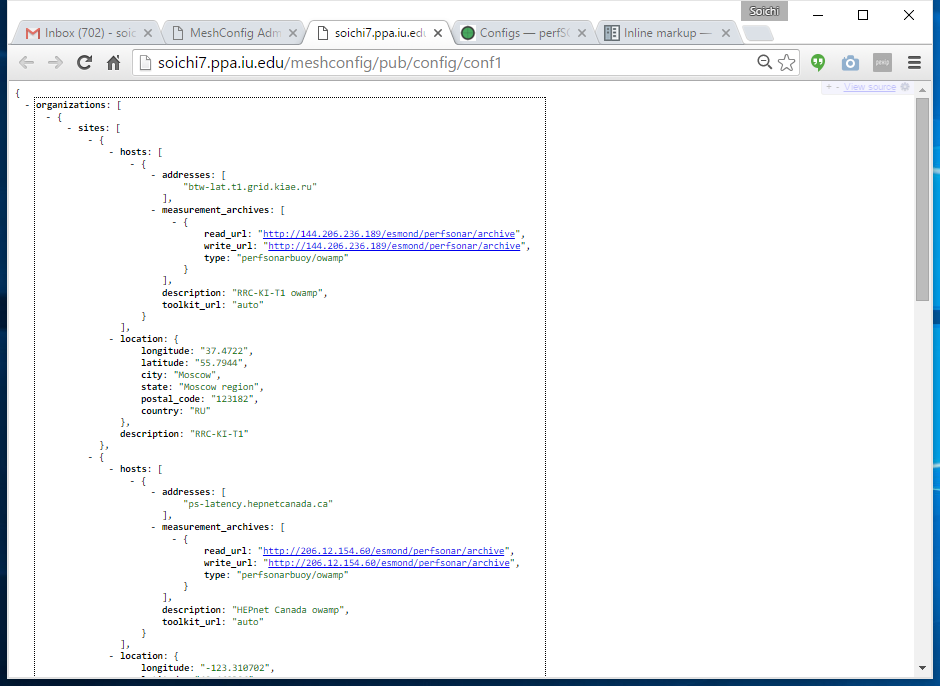 Soichi
Inbox (702) - soic
MeshConfig Adm
soichi7.ppa.iu.edu
Configs — perfSO
Inline markup —
soichi7.ppa.iu.edu/meshconfig/pub/config/conf1
+ - View source
{
- organizations: [
- {
- sites: [
- {
- hosts: [
- {
- addresses: [
"btw-lat.t1.grid.kiae.ru"
],
- measurement_archives: [
- {
read_url: "http://144.206.236.189/esmond/perfsonar/archive",
write_url: "http://144.206.236.189/esmond/perfsonar/archive",
type: "perfsonarbuoy/owamp"
}
],
description: "RRC-KI-T1 owamp",
toolkit_url: "auto"
}
],
- location: {
longitude: "37.4722",
latitude: "55.7944",
city: "Moscow",
state: "Moscow region",
postal_code: "123182",
country: "RU"
},
description: "RRC-KI-T1"
},
- {
- hosts: [
- {
- addresses: [
"ps-latency.hepnetcanada.ca"
],
- measurement_archives: [
- {
read_url: "http://206.12.154.60/esmond/perfsonar/archive",
write_url: "http://206.12.154.60/esmond/perfsonar/archive",
type: "perfsonarbuoy/owamp"
}
],
description: "HEPnet Canada owamp",
toolkit_url: "auto"
}
],
- location: {
longitude: "-123.310702",